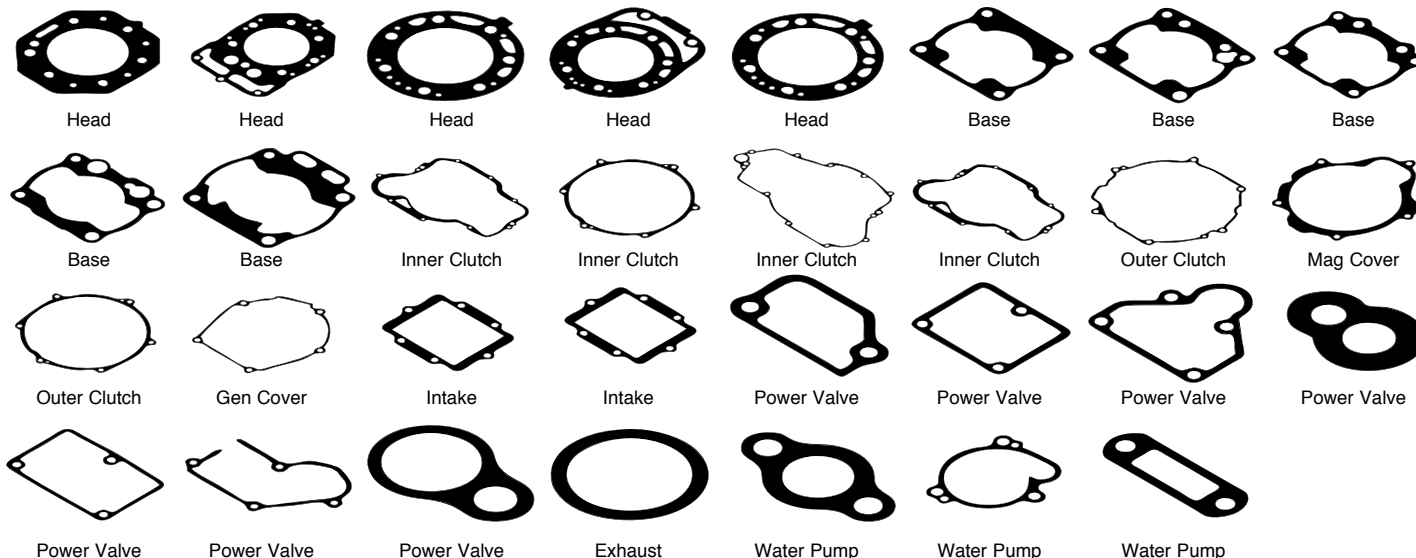 Head Head Head Head Head Base Base Base
Base Base Inner Clutch Inner Clutch Inner Clutch Inner Clutch Outer Clutch Mag Cover
Outer Clutch Gen Cover Intake Intake Power Valve Power Valve Power Valve Power Valve
Power Valve Power Valve Power Valve Exhaust Water Pump Water Pump Water Pump